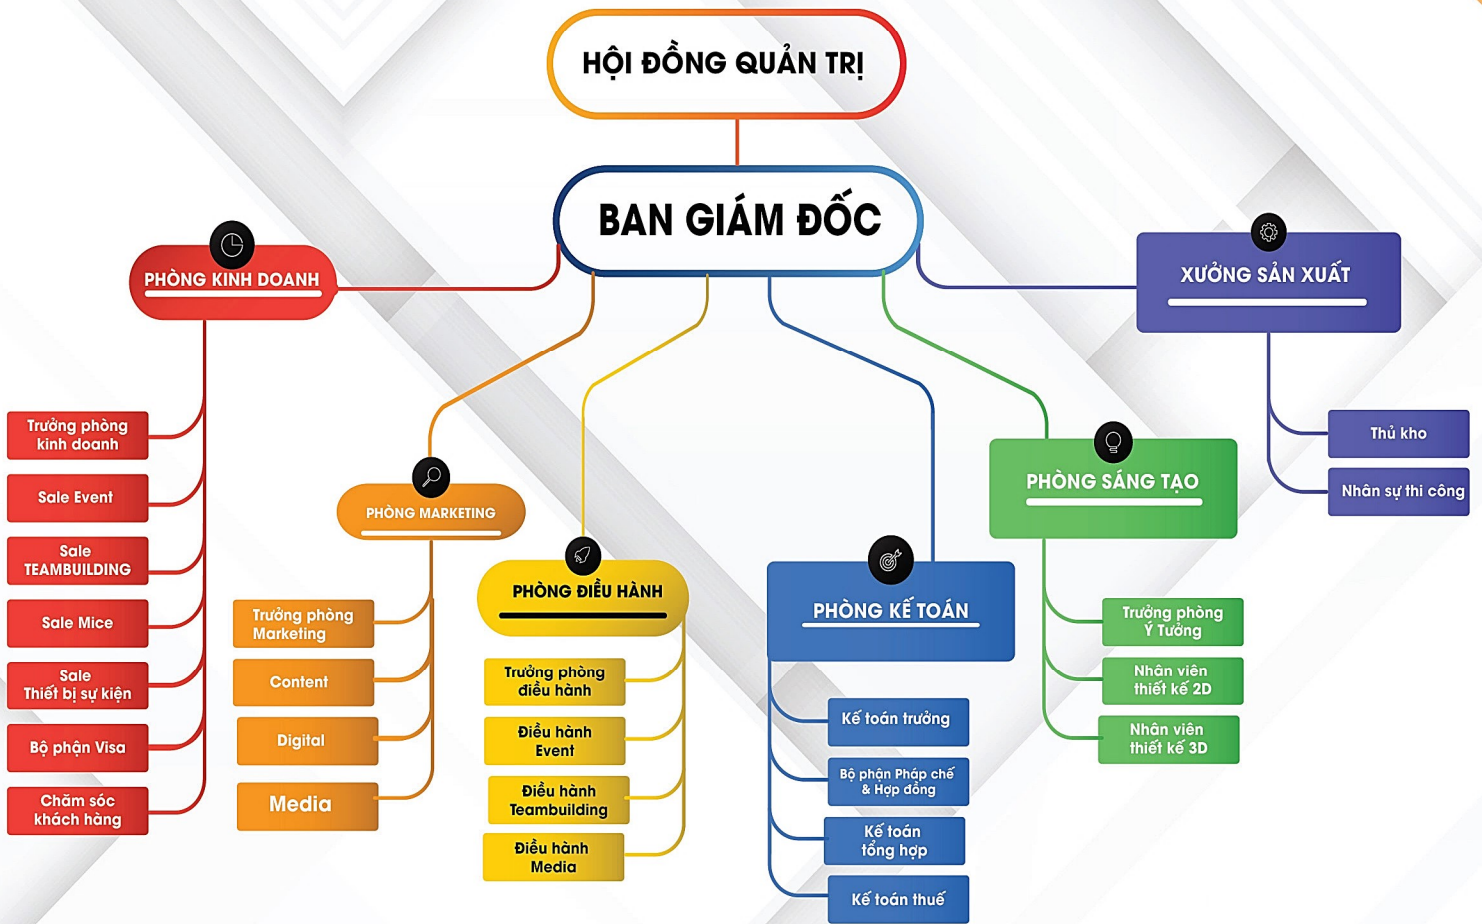 HỘI ĐỒNG QUẢN TRỊ
BAN GIÁM ĐỐC
PHÒNG KINH DOANH
Trưởng phòng
kinh doanh
Sale Event
Sale
TEAMBUILDING
Sale Mice
Sale
Thiết bị sự kiện
Bộ phận Visa
Chăm sóc
khách hàng
PHÒNG MARKETING
Trưởng phòng
Marketing
Content
Digital
Media
PHÒNG ĐIỀU HÀNH
Trưởng phòng
điều hành
Điều hành
Event
Điều hành
Teambuilding
Điều hành
Media
PHÒNG KẾ TOÁN
Kế toán trưởng
Bộ phận Pháp chế
& Hợp đồng
Kế toán
tổng hợp
Kế toán thuế
PHÒNG SÁNG TẠO
Trưởng phòng
Ý Tưởng
Nhân viên
thiết kế 2D
Nhân viên
thiết kế 3D
XƯỞNG SẢN XUẤT
Thủ kho
Nhân sự thi công